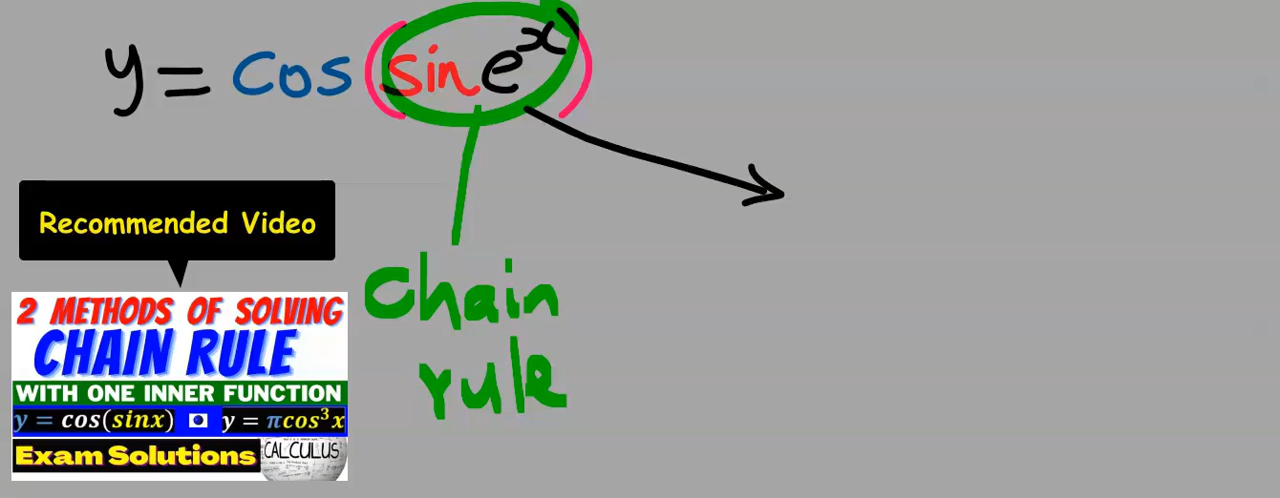 y = cos (sin eˣ)
Recommended Video
Chain
rule
2 METHODS OF SOLVING
CHAIN RULE
WITH ONE INNER FUNCTION
y = cos(sinx) y = πcos³x
Exam Solutions
CALCULUS